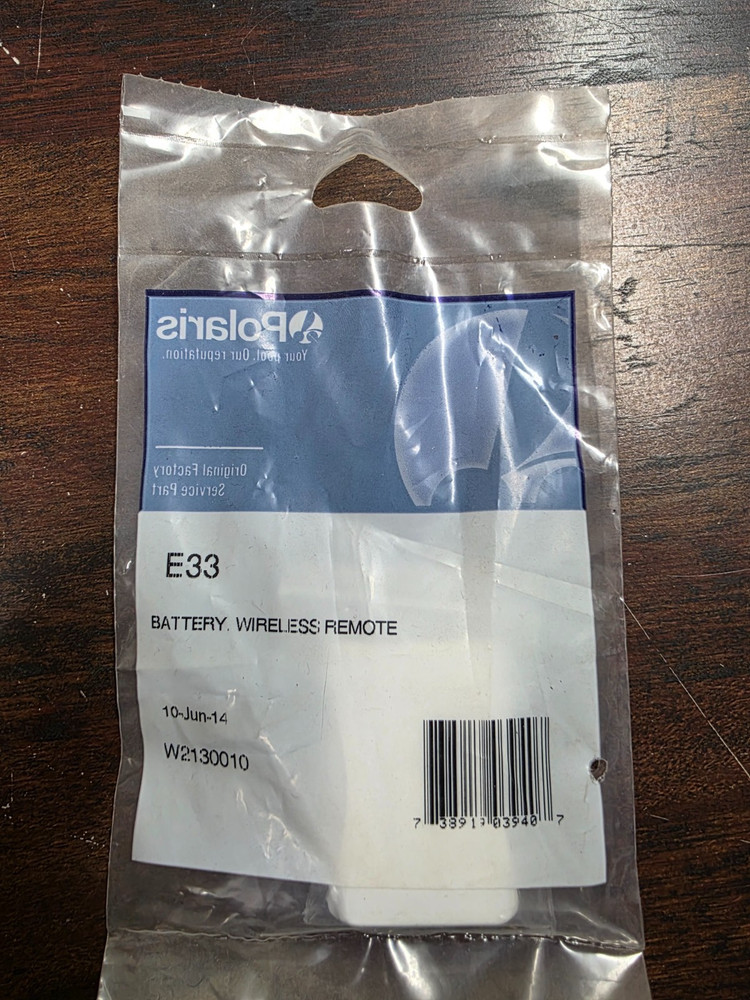 Polaris
Your pool. Our reputation.
Original Factory
Service Part
E33
BATTERY, WIRELESS REMOTE
10-Jun-14
W2130010
7 38919 03940 7